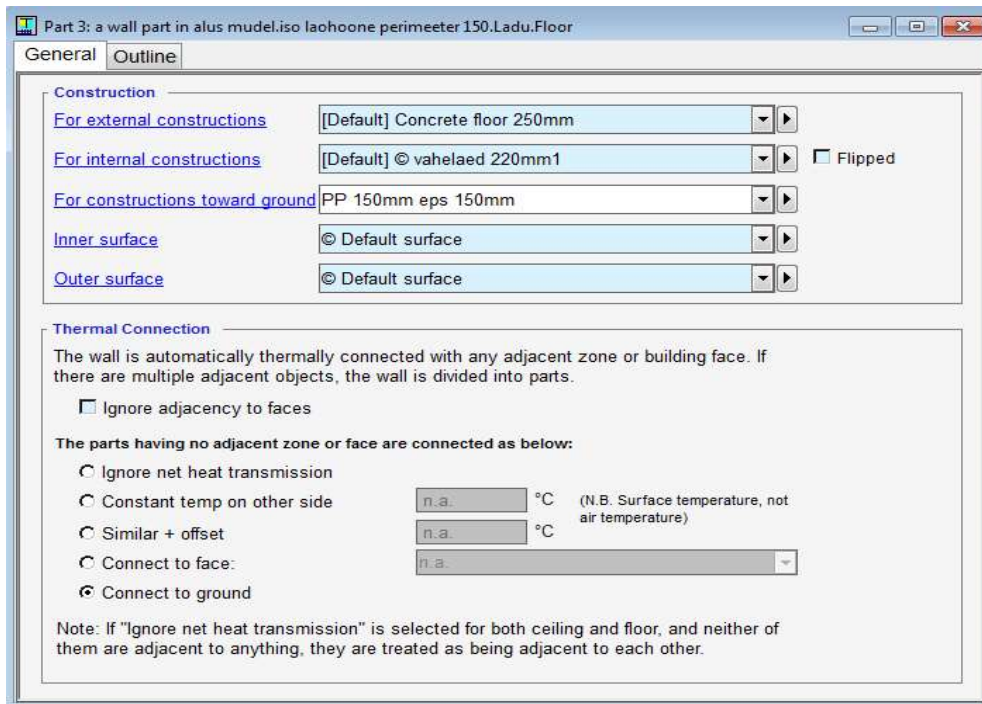 Part 3: a wall part in alus mudel.iso laohoone perimeeter 150.Ladu.Floor
General Outline
Construction
For external constructions [Default] Concrete floor 250mm
For internal constructions [Default] © vahelaed 220mm1 Flipped
For constructions toward ground PP 150mm eps 150mm
Inner surface © Default surface
Outer surface © Default surface
Thermal Connection
The wall is automatically thermally connected with any adjacent zone or building face. If
there are multiple adjacent objects, the wall is divided into parts.
Ignore adjacency to faces
The parts having no adjacent zone or face are connected as below:
Ignore net heat transmission
Constant temp on other side n.a. °C (N.B. Surface temperature, not
air temperature)
Similar + offset n.a. °C
Connect to face: n.a.
Connect to ground
Note: If "Ignore net heat transmission" is selected for both ceiling and floor, and neither of
them are adjacent to anything, they are treated as being adjacent to each other.